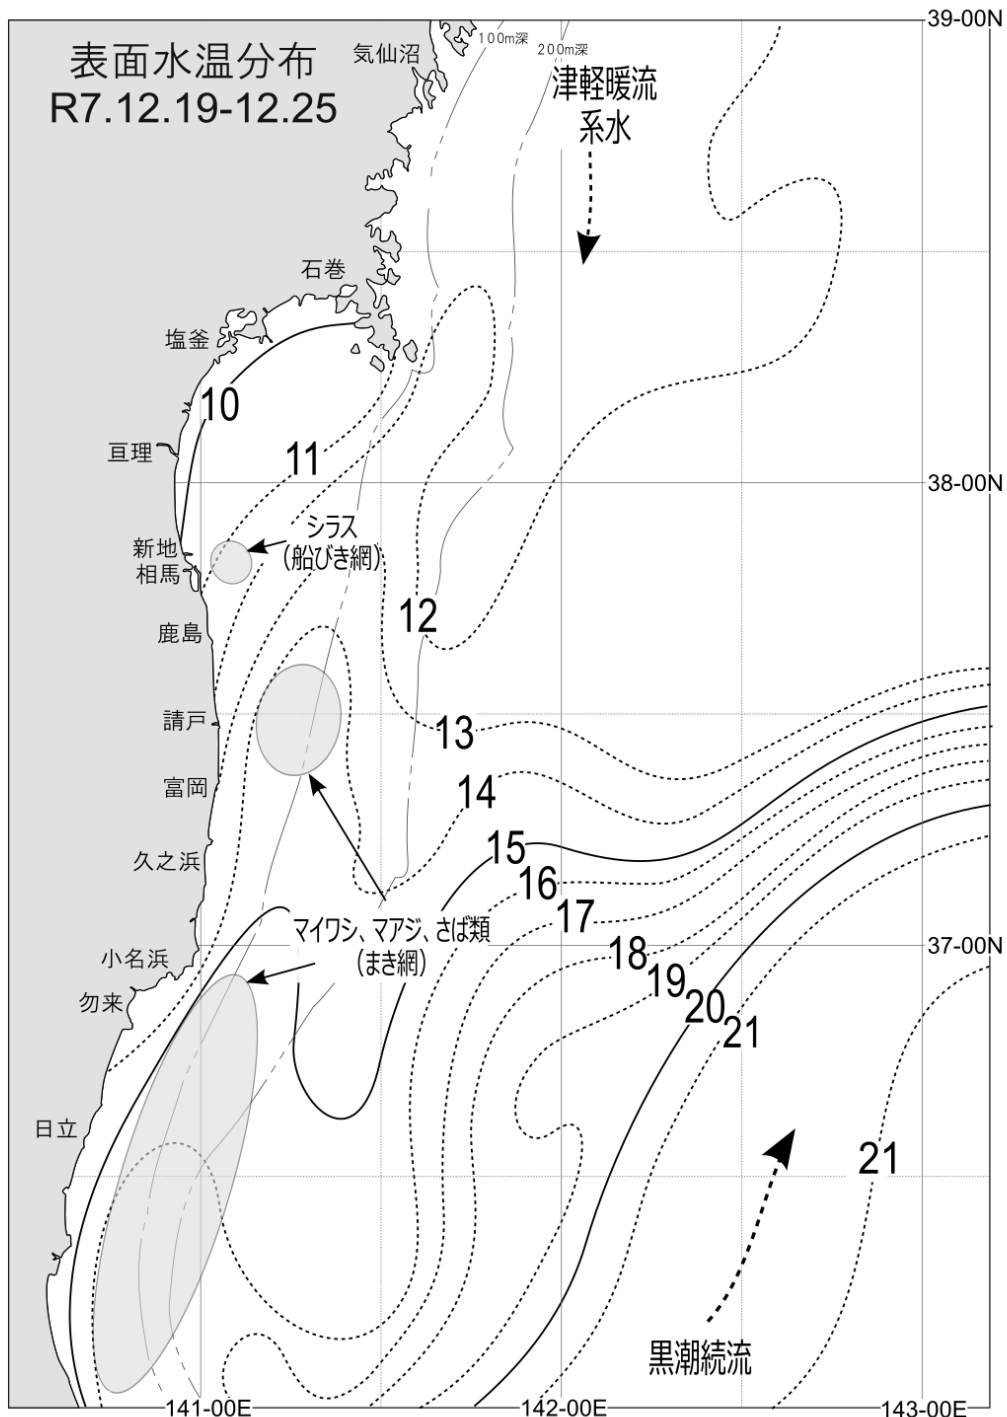 39-00N
表面水温分布
R7.12.19-12.25
気仙沼
100m深
200m深
津軽暖流
系水
石巻
塩釜
10
11
亘理
38-00N
シラス
(船びき網)
新地
相馬
12
鹿島
請戸
13
富岡
14
久之浜
15
16
17
マイワシ、マアジ、さば類
(まき網)
37-00N
小名浜
18
19
20
21
勿来
日立
21
黒潮続流
141-00E
142-00E
143-00E